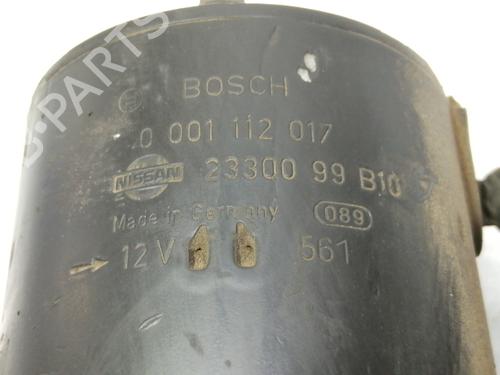 BOSCH
0 001 112 017
NISSAN 23300 99 B10
Made in Germany 089
12 V 561
B-PARTS